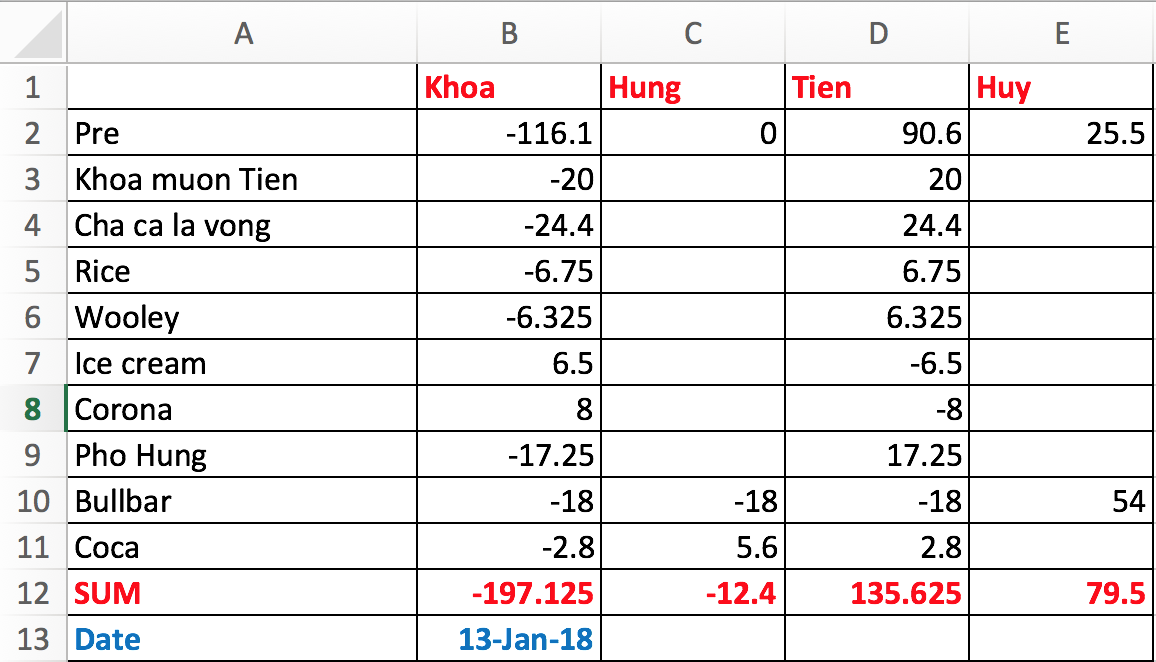 A B C D E
1 Khoa Hung Tien Huy
2 Pre -116.1 0 90.6 25.5
3 Khoa muon Tien -20 20
4 Cha ca la vong -24.4 24.4
5 Rice -6.75 6.75
6 Wooley -6.325 6.325
7 Ice cream 6.5 -6.5
8 Corona 8 -8
9 Pho Hung -17.25 17.25
10 Bullbar -18 -18 -18 54
11 Coca -2.8 5.6 2.8
12 SUM -197.125 -12.4 135.625 79.5
13 Date 13-Jan-18